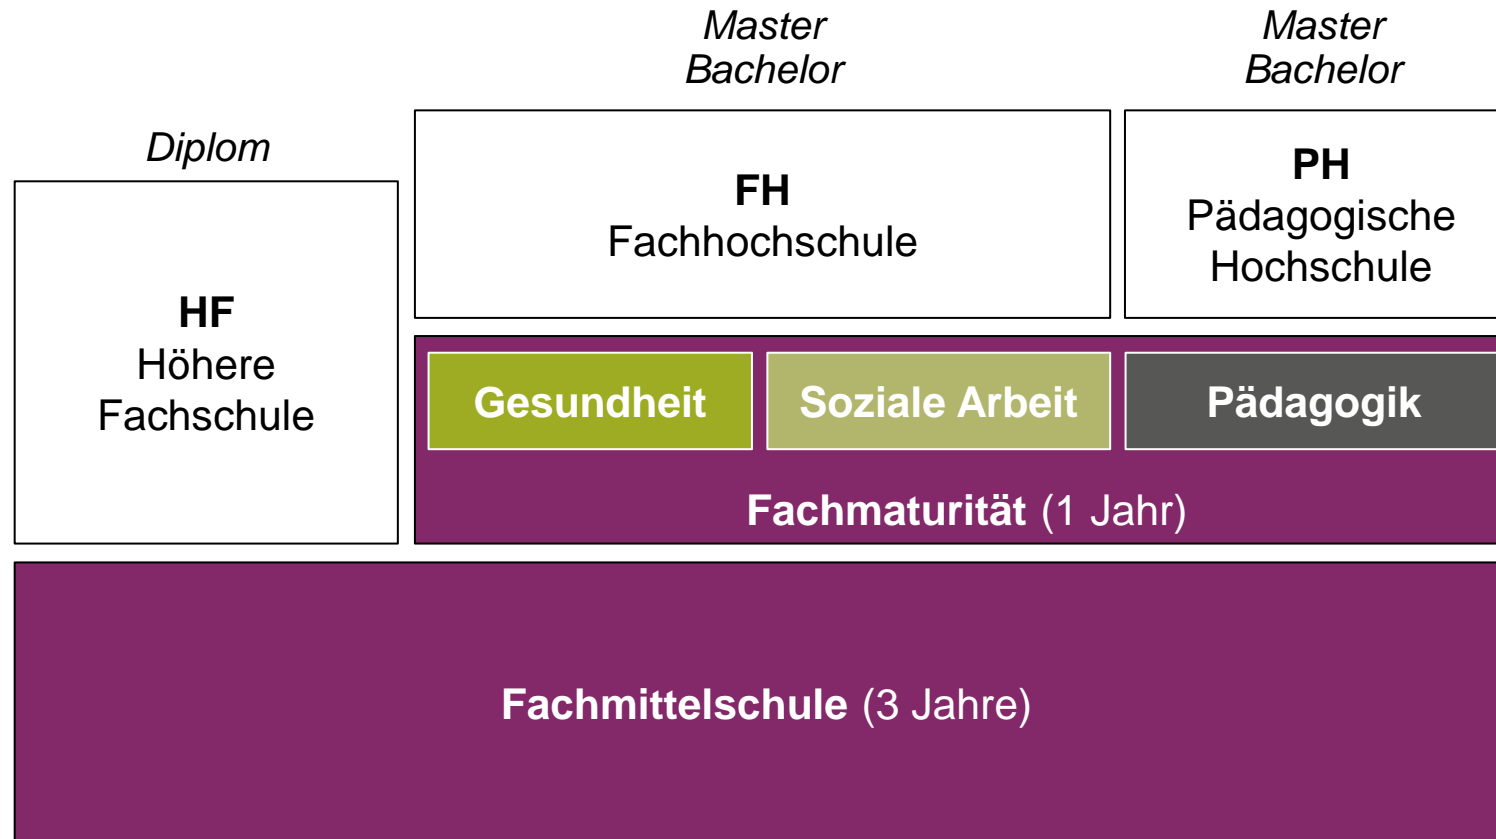 Master
Bachelor
Master
Bachelor
Diplom
FH
Fachhochschule
PH
Pädagogische
Hochschule
HF
Höhere
Fachschule
Gesundheit
Soziale Arbeit
Pädagogik
Fachmaturität (1 Jahr)
Fachmittelschule (3 Jahre)